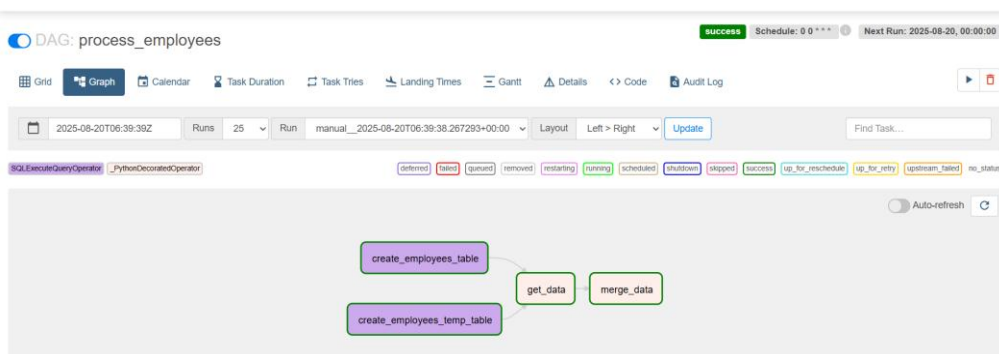 DAG: process_employees
success Schedule: 0 0 * * * Next Run: 2025-08-20, 00:00:00
Grid Graph Calendar Task Duration Task Tries Landing Times Gantt Details <> Code Audit Log
2025-08-20T06:39:39Z Runs 25 Run manual__2025-08-20T06:39:38.267293+00:00 Layout Left > Right Update Find Task...
SQLExecuteQueryOperator _PythonDecoratedOperator deferred failed queued removed restarting running scheduled shutdown skipped success up_for_reschedule up_for_retry upstream_failed no_status
Auto-refresh
create_employees_table
get_data merge_data
create_employees_temp_table